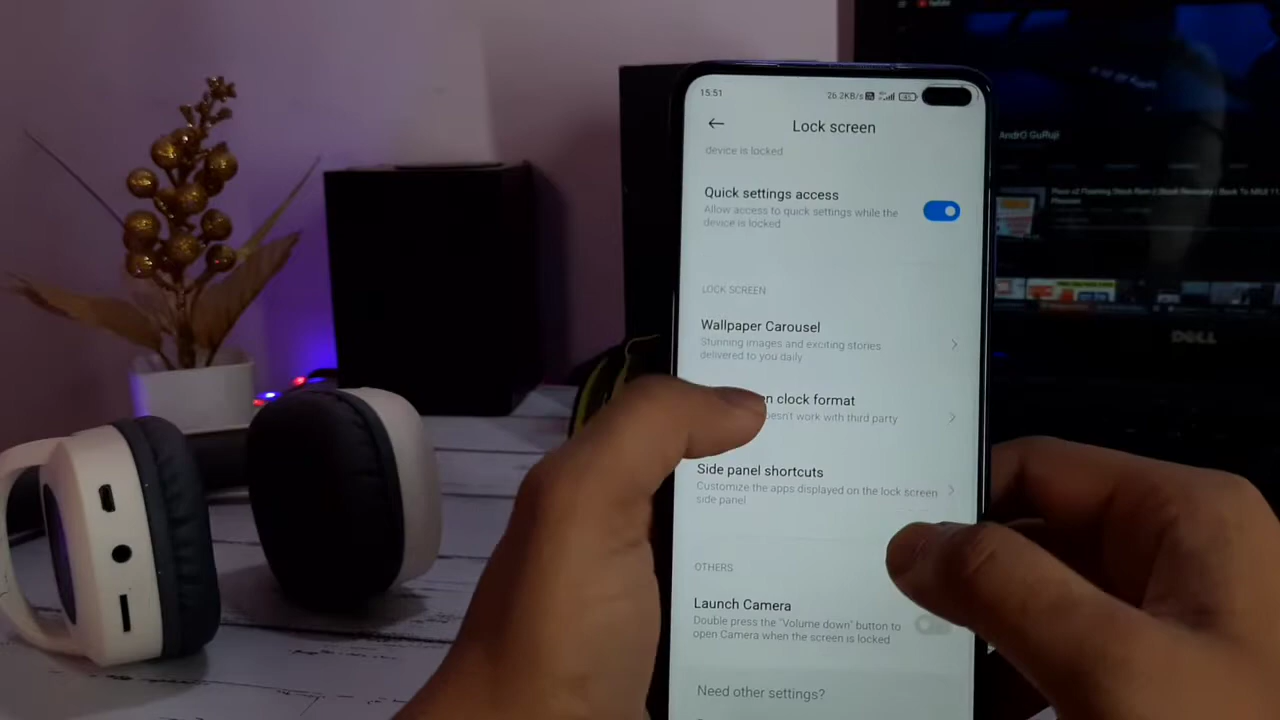 15:51
26.2KB/s
Lock screen
device is locked
Quick settings access
Allow access to quick settings while the
device is locked
LOCK SCREEN
Wallpaper Carousel
Stunning images and exciting stories
delivered to you daily
clock format
doesn't work with third party
Side panel shortcuts
Customize the apps displayed on the lock screen
side panel
OTHERS
Launch Camera
Double press the "Volume down" button to
open Camera when the screen is locked
Need other settings?
YouTube
AndrO GuRuji
DELL